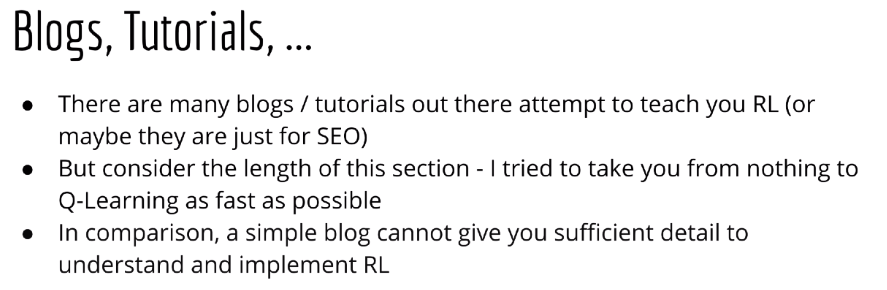 Blogs, Tutorials, ...
● There are many blogs / tutorials out there attempt to teach you RL (or
maybe they are just for SEO)
● But consider the length of this section - I tried to take you from nothing to
Q-Learning as fast as possible
● In comparison, a simple blog cannot give you sufficient detail to
understand and implement RL